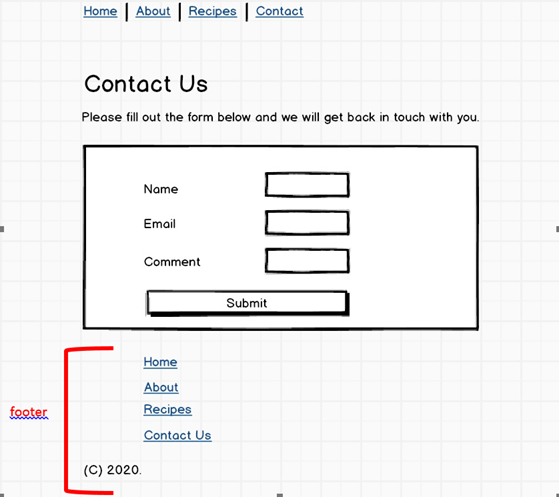 Home | About | Recipes | Contact
Contact Us
Please fill out the form below and we will get back in touch with you.
Name
Email
Comment
Submit
Home
About
footer
Recipes
Contact Us
(C) 2020.